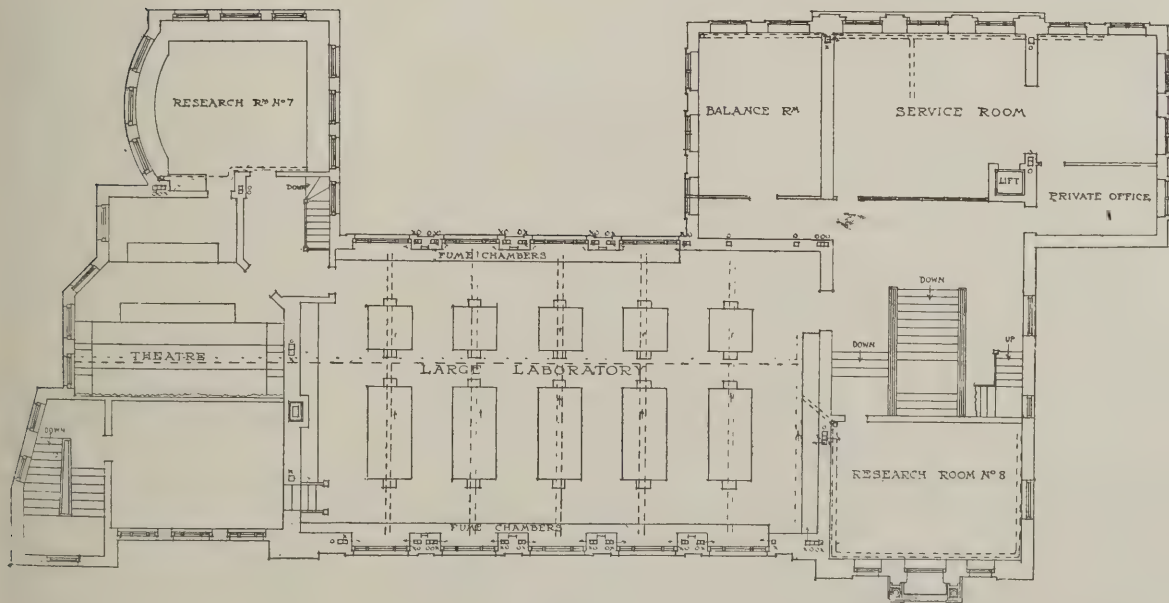 RESEARCH RM No 7
DOWN
BALANCE RM
SERVICE ROOM
LIFT
PRIVATE OFFICE
FUME CHAMBERS
DOWN
THEATRE
LARGE LABORATORY
DOWN
UP
DOWN
RESEARCH ROOM No 8
FUME CHAMBERS